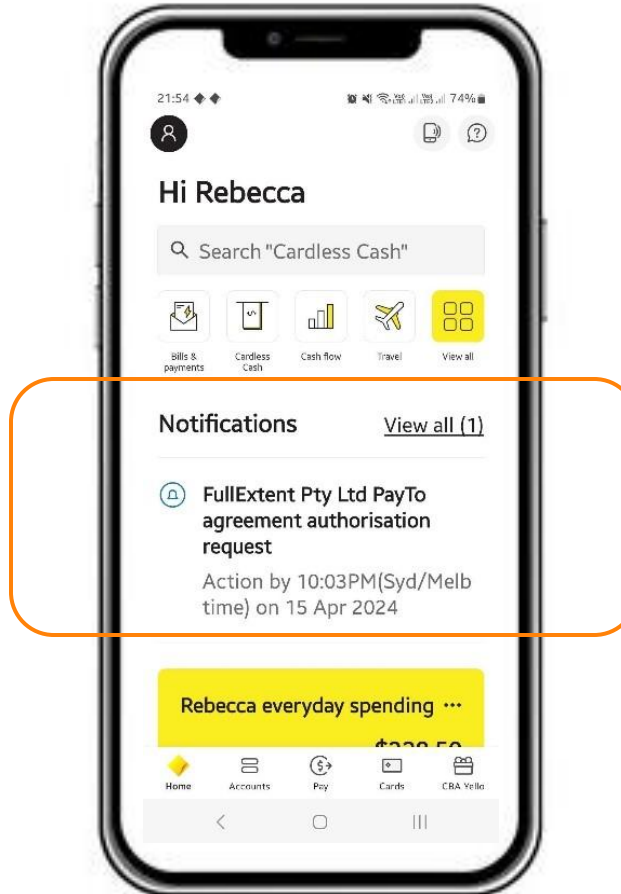 21:54
74%
Hi Rebecca
Search "Cardless Cash"
Bills &
payments
Cardless
Cash
Cash flow
Travel
View all
Notifications
View all (1)
FullExtent Pty Ltd PayTo
agreement authorisation
request
Action by 10:03PM(Syd/Melb
time) on 15 Apr 2024
Rebecca everyday spending
Home
Accounts
Pay
Cards
CBA Yello